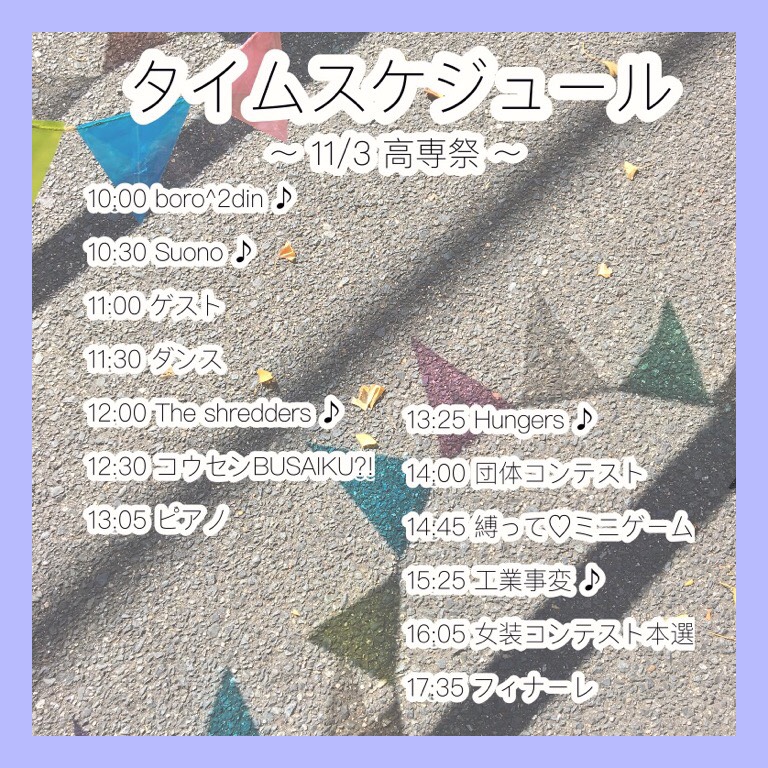 タイムスケジュール
～ 11/3 高専祭 ～
10:00 boro^2din ♪
10:30 Suono ♪
11:00 ゲスト
11:30 ダンス
12:00 The shredders ♪
12:30 コウセンBUSAIKU?!
13:05 ピアノ
13:25 Hungers ♪
14:00 団体コンテスト
14:45 縛って♡ミニゲーム
15:25 工業事変 ♪
16:05 女装コンテスト本選
17:35 フィナーレ